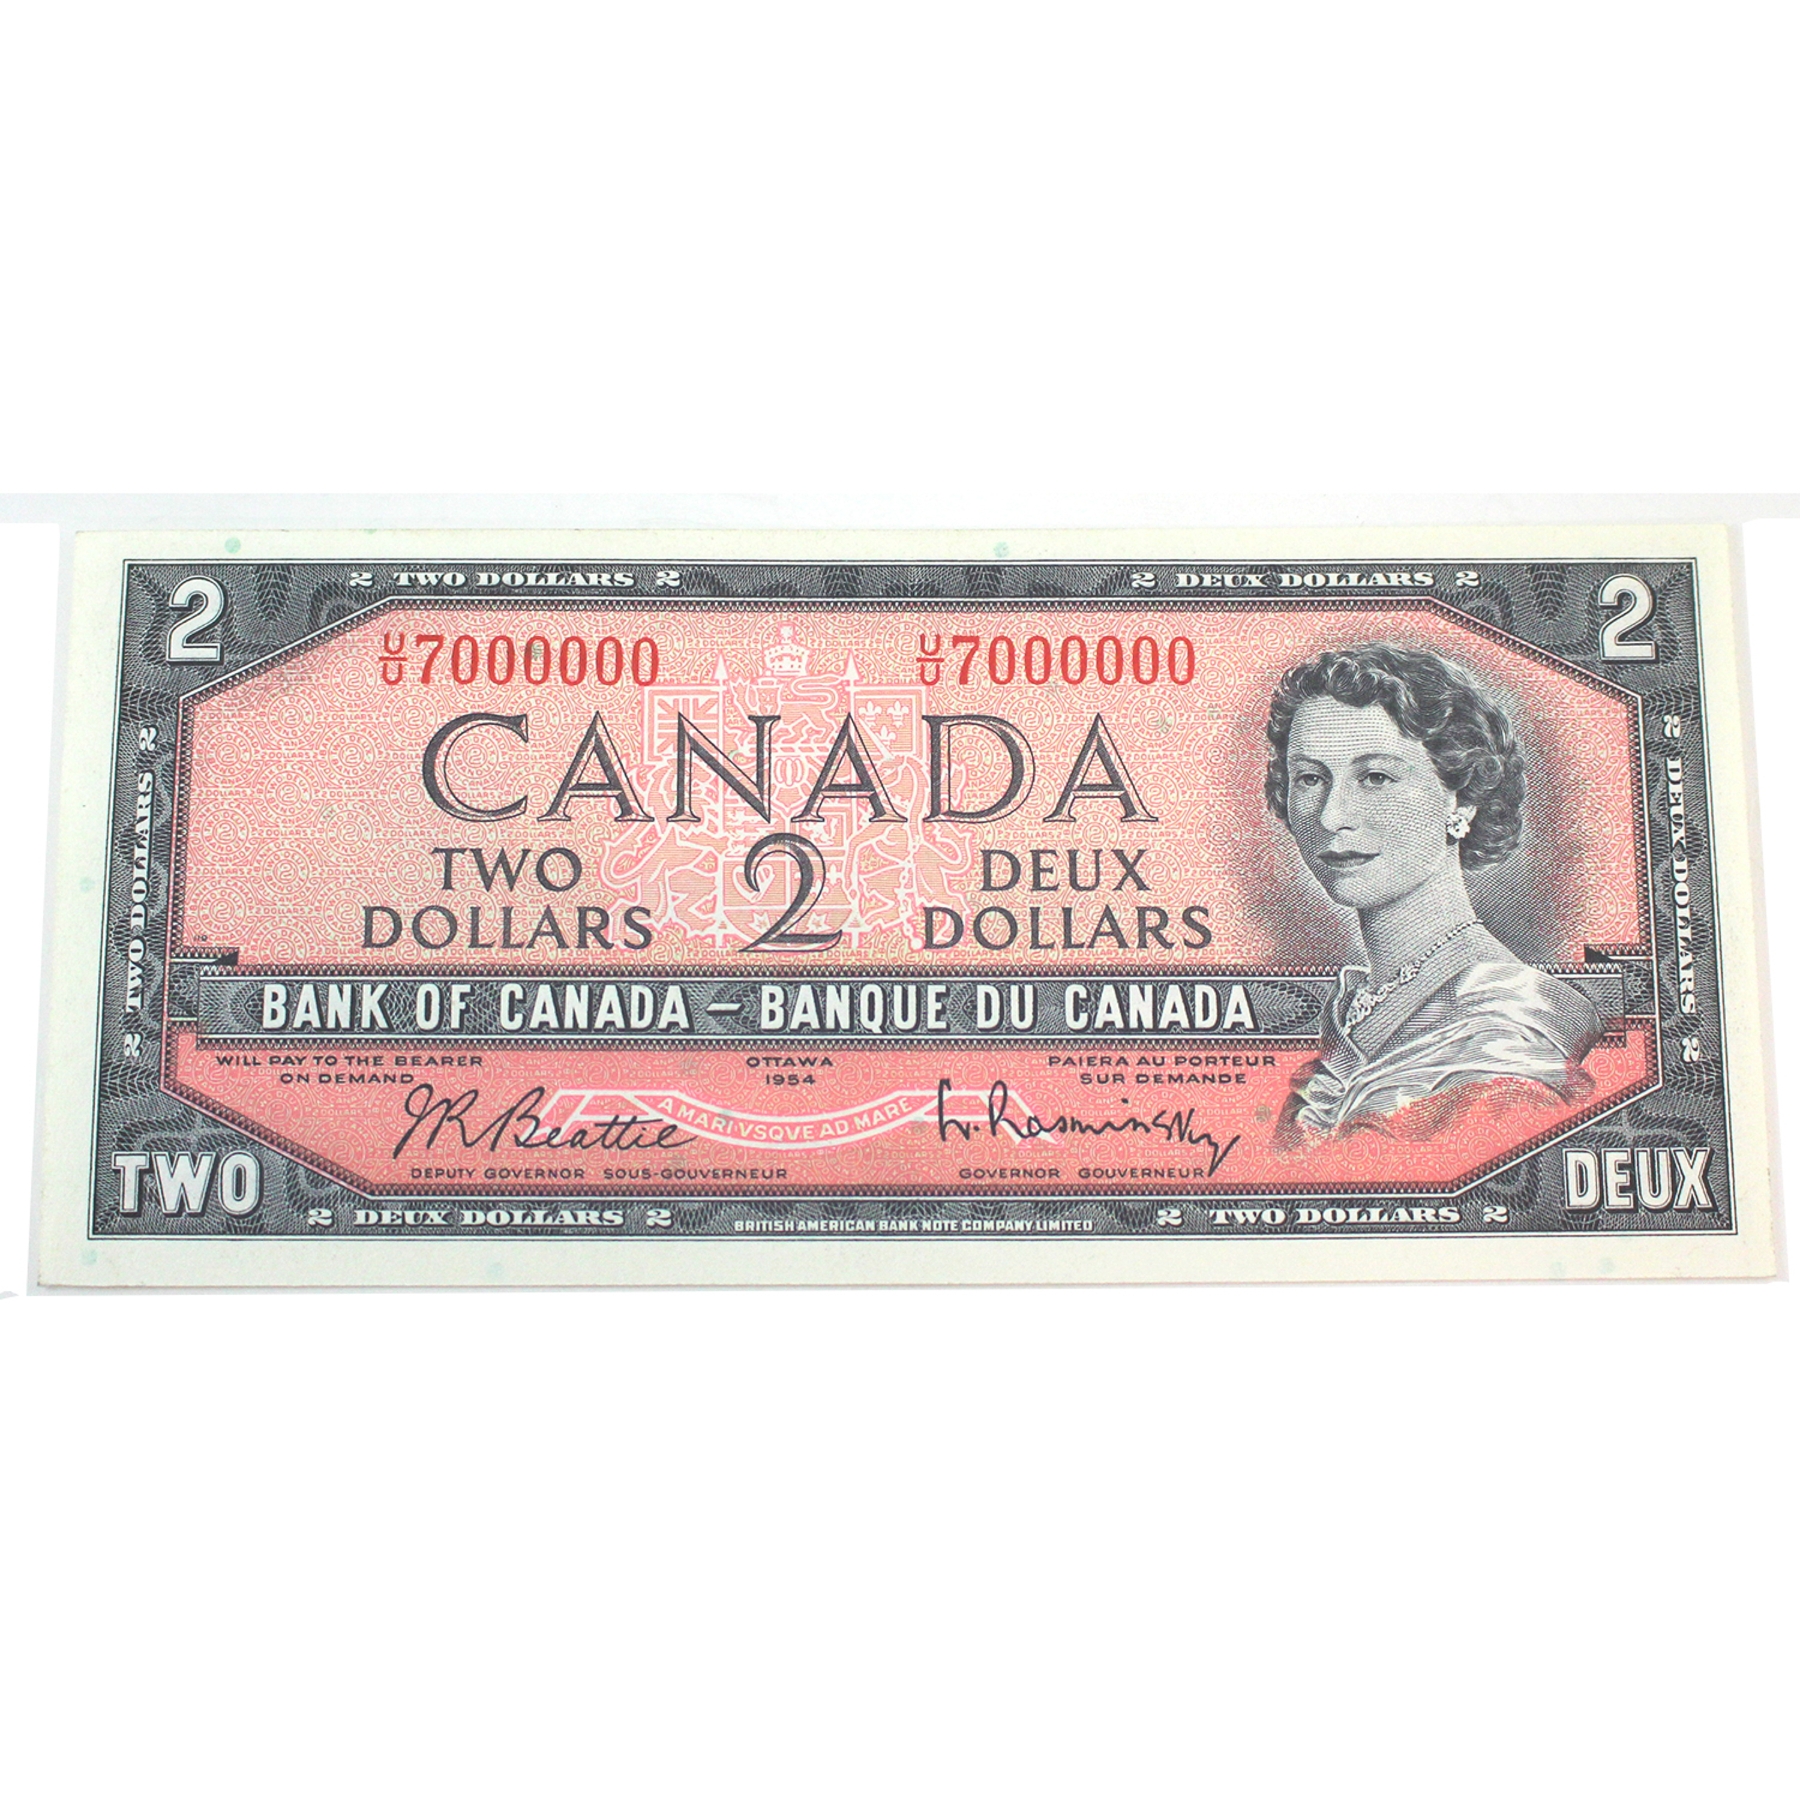 2 TWO DOLLARS 2
2 DEUX DOLLARS 2
2
2
U/U 7000000
U/U 7000000
CANADA
TWO DOLLARS
2
DEUX DOLLARS
2 TWO DOLLARS 2
2 DEUX DOLLARS 2
BANK OF CANADA – BANQUE DU CANADA
WILL PAY TO THE BEARER
ON DEMAND
OTTAWA
1954
PAIERA AU PORTEUR
SUR DEMANDE
JR Beattie
A MARI VSQVE AD MARE
L. Rasminsky
DEPUTY GOVERNOR SOUS-GOUVERNEUR
GOVERNOR GOUVERNEUR
TWO
DEUX
2 DEUX DOLLARS 2
BRITISH AMERICAN BANK NOTE COMPANY LIMITED
2 TWO DOLLARS 2